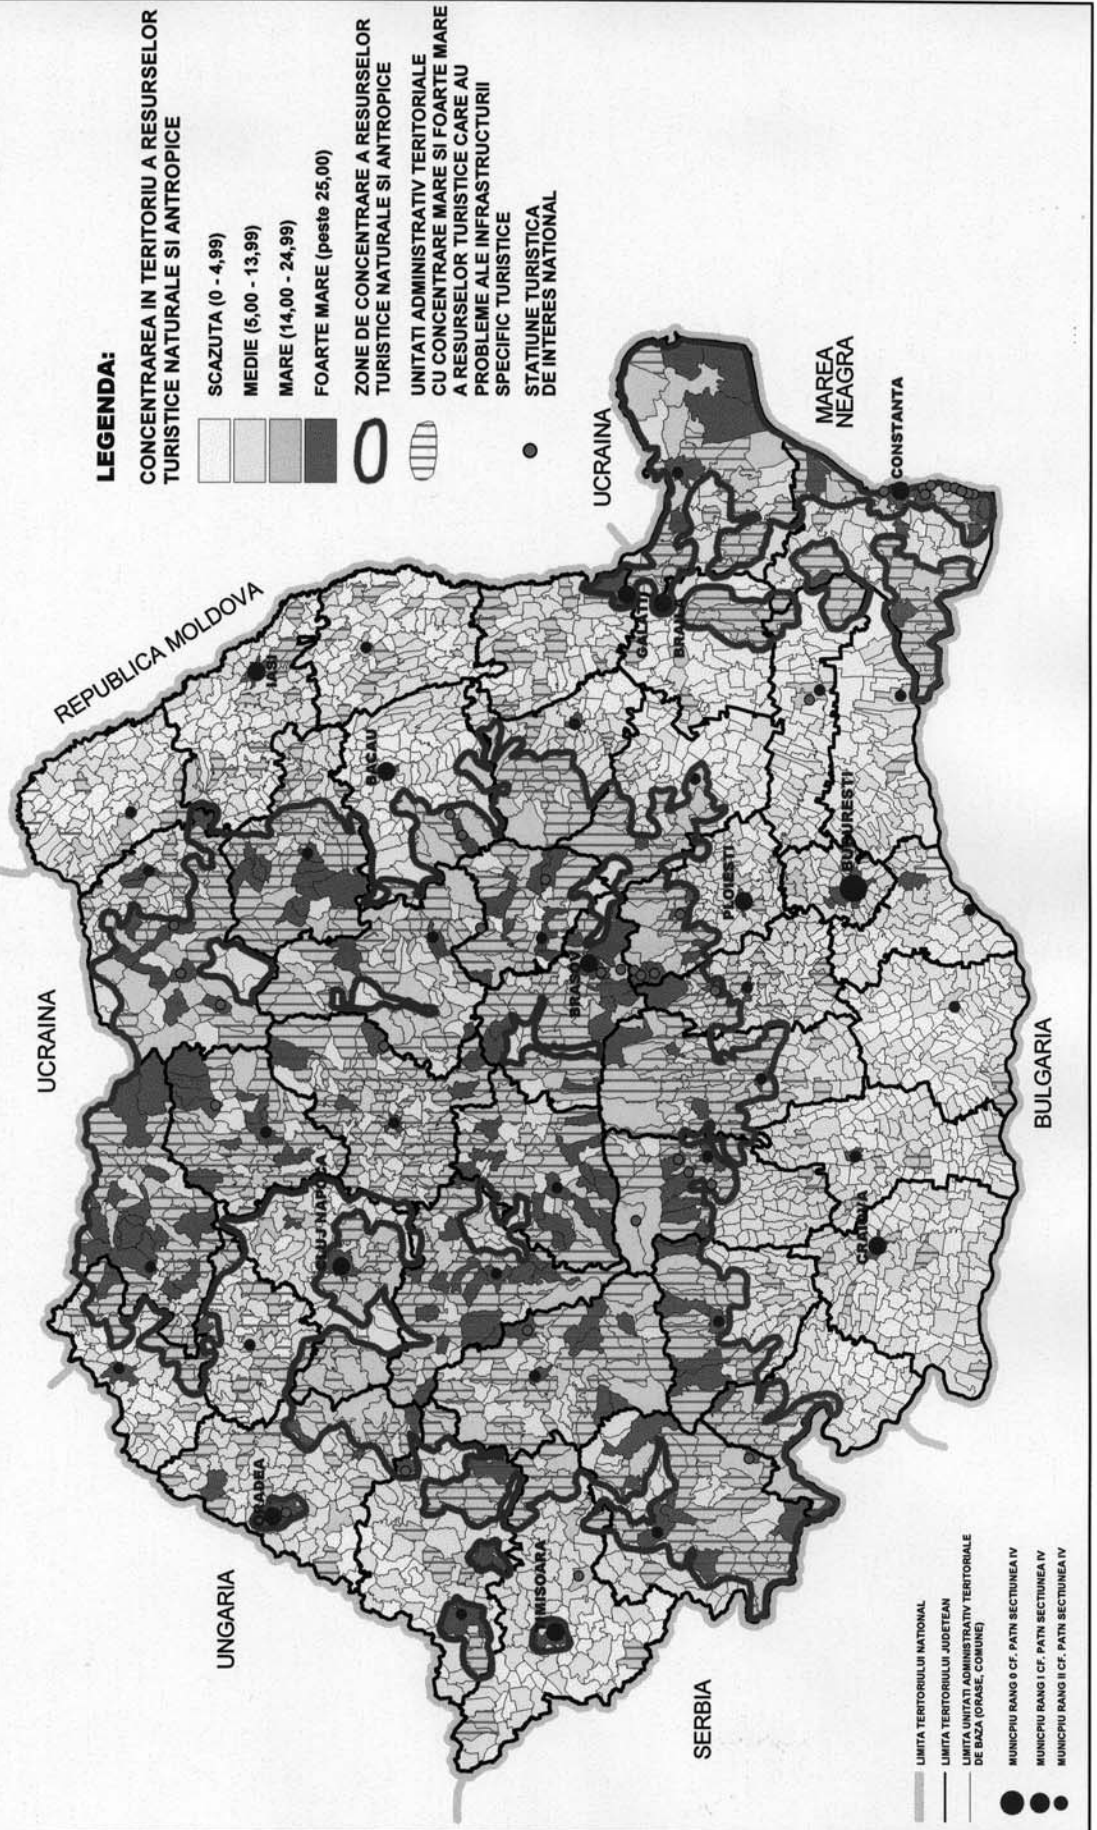 LEGENDA:
CONCENTRAREA IN TERITORIU A RESURSELOR
TURISTICE NATURALE SI ANTROPICE
SCAZUTA (0 - 4,99)
MEDIE (5,00 - 13,99)
MARE (14,00 - 24,99)
FOARTE MARE (peste 25,00)
ZONE DE CONCENTRARE A RESURSELOR
TURISTICE NATURALE SI ANTROPICE
UNITATI ADMINISTRATIV TERITORIALE
CU CONCENTRARE MARE SI FOARTE MARE
A RESURSELOR TURISTICE CARE AU
PROBLEME ALE INFRASTRUCTURII
SPECIFIC TURISTICE
STATIUNE TURISTICA
DE INTERES NATIONAL
UCRAINA
REPUBLICA MOLDOVA
UCRAINA
MAREA
NEAGRA
BULGARIA
SERBIA
UNGARIA
IASI
BACAU
GALATI
BRAILA
CONSTANTA
BUCURESTI
PLOIESTI
BRASOV
CLUJ NAPOCA
CRAIOVA
ORADEA
TIMISOARA
LIMITA TERITORIULUI NATIONAL
LIMITA TERITORIULUI JUDETEAN
LIMITA UNITATI ADMINISTRATIV TERITORIALE
DE BAZA (ORASE, COMUNE)
MUNICPIU RANG 0 CF. PATN SECTIUNEA IV
MUNICPIU RANG I CF. PATN SECTIUNEA IV
MUNICPIU RANG II CF. PATN SECTIUNEA IV